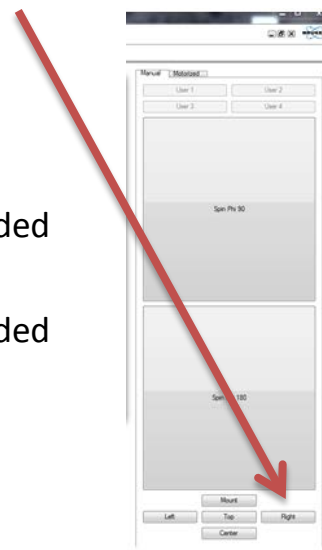 BRUKER
Manual Motorized
User 1 User 2
User 3 User 4
Spin Phi 90
ded
ded
Mount
Left Top Right
Center